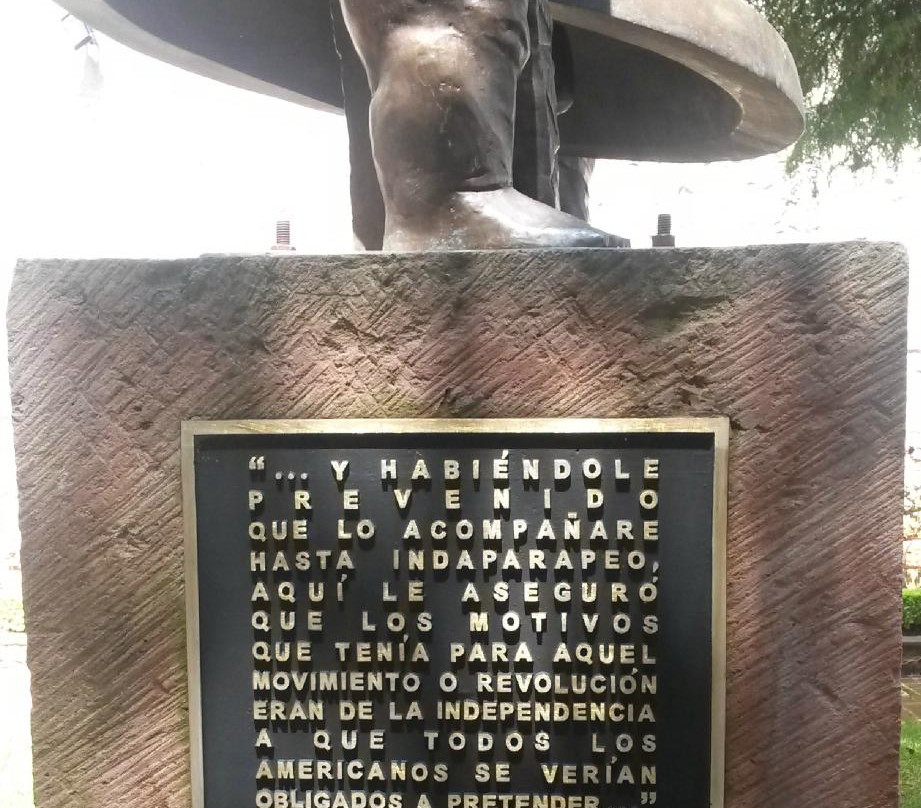 “... Y HABIÉNDOLE
PREVENIDO
QUE LO ACOMPAÑARE
HASTA INDAPARAPEO,
AQUÍ LE ASEGURÓ
QUE LOS MOTIVOS
QUE TENÍA PARA AQUEL
MOVIMIENTO O REVOLUCIÓN
ERAN DE LA INDEPENDENCIA
A QUE TODOS LOS
AMERICANOS SE VERÍAN
OBLIGADOS A PRETENDER...”